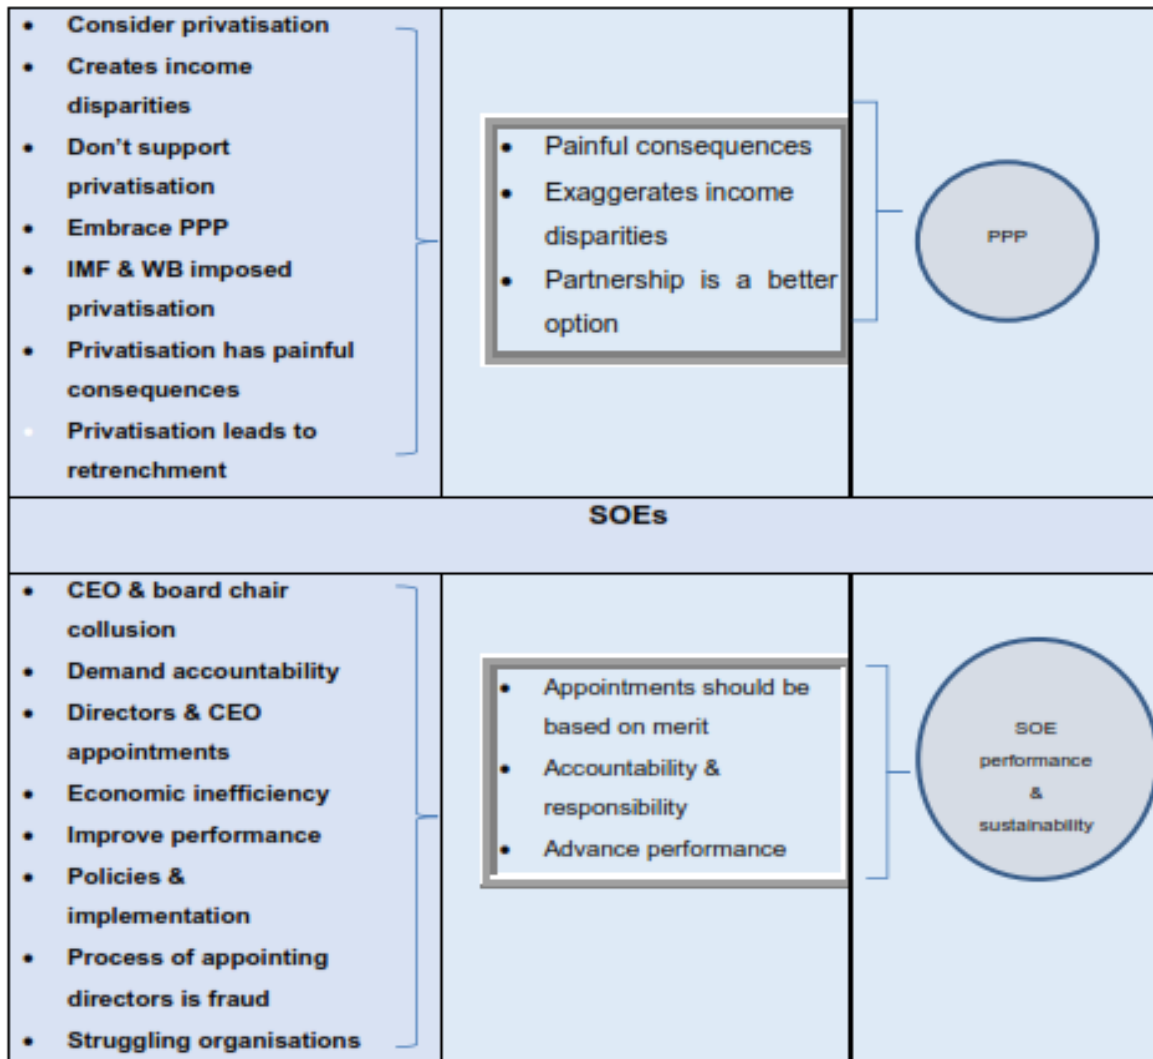 • Consider privatisation
• Creates income
disparities
• Don't support
privatisation
• Embrace PPP
• IMF & WB imposed
privatisation
• Privatisation has painful
consequences
• Privatisation leads to
retrenchment
• Painful consequences
• Exaggerates income
disparities
• Partnership is a better
option
PPP
SOEs
• CEO & board chair
collusion
• Demand accountability
• Directors & CEO
appointments
• Economic inefficiency
• Improve performance
• Policies &
implementation
• Process of appointing
directors is fraud
• Struggling organisations
• Appointments should be
based on merit
• Accountability &
responsibility
• Advance performance
SOE
performance
&
sustainability